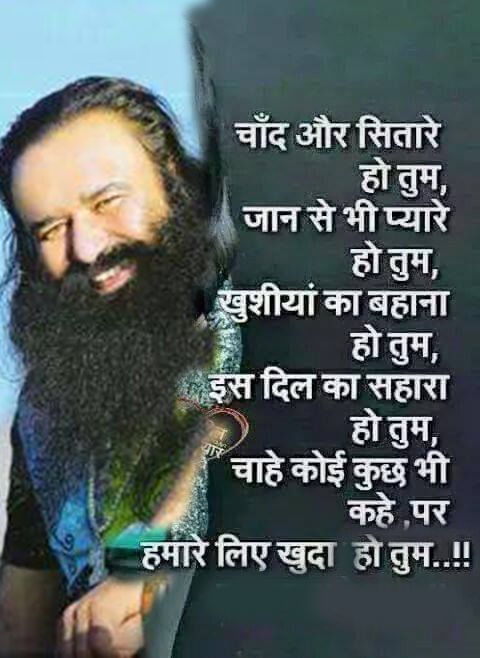 चाँद और सितारे
हो तुम,
जान से भी प्यारे
हो तुम,
खुशीयां का बहाना
हो तुम,
इस दिल का सहारा
हो तुम,
चाहे कोई कुछ भी
कहे ,पर
हमारे लिए खुदा हो तुम..!!